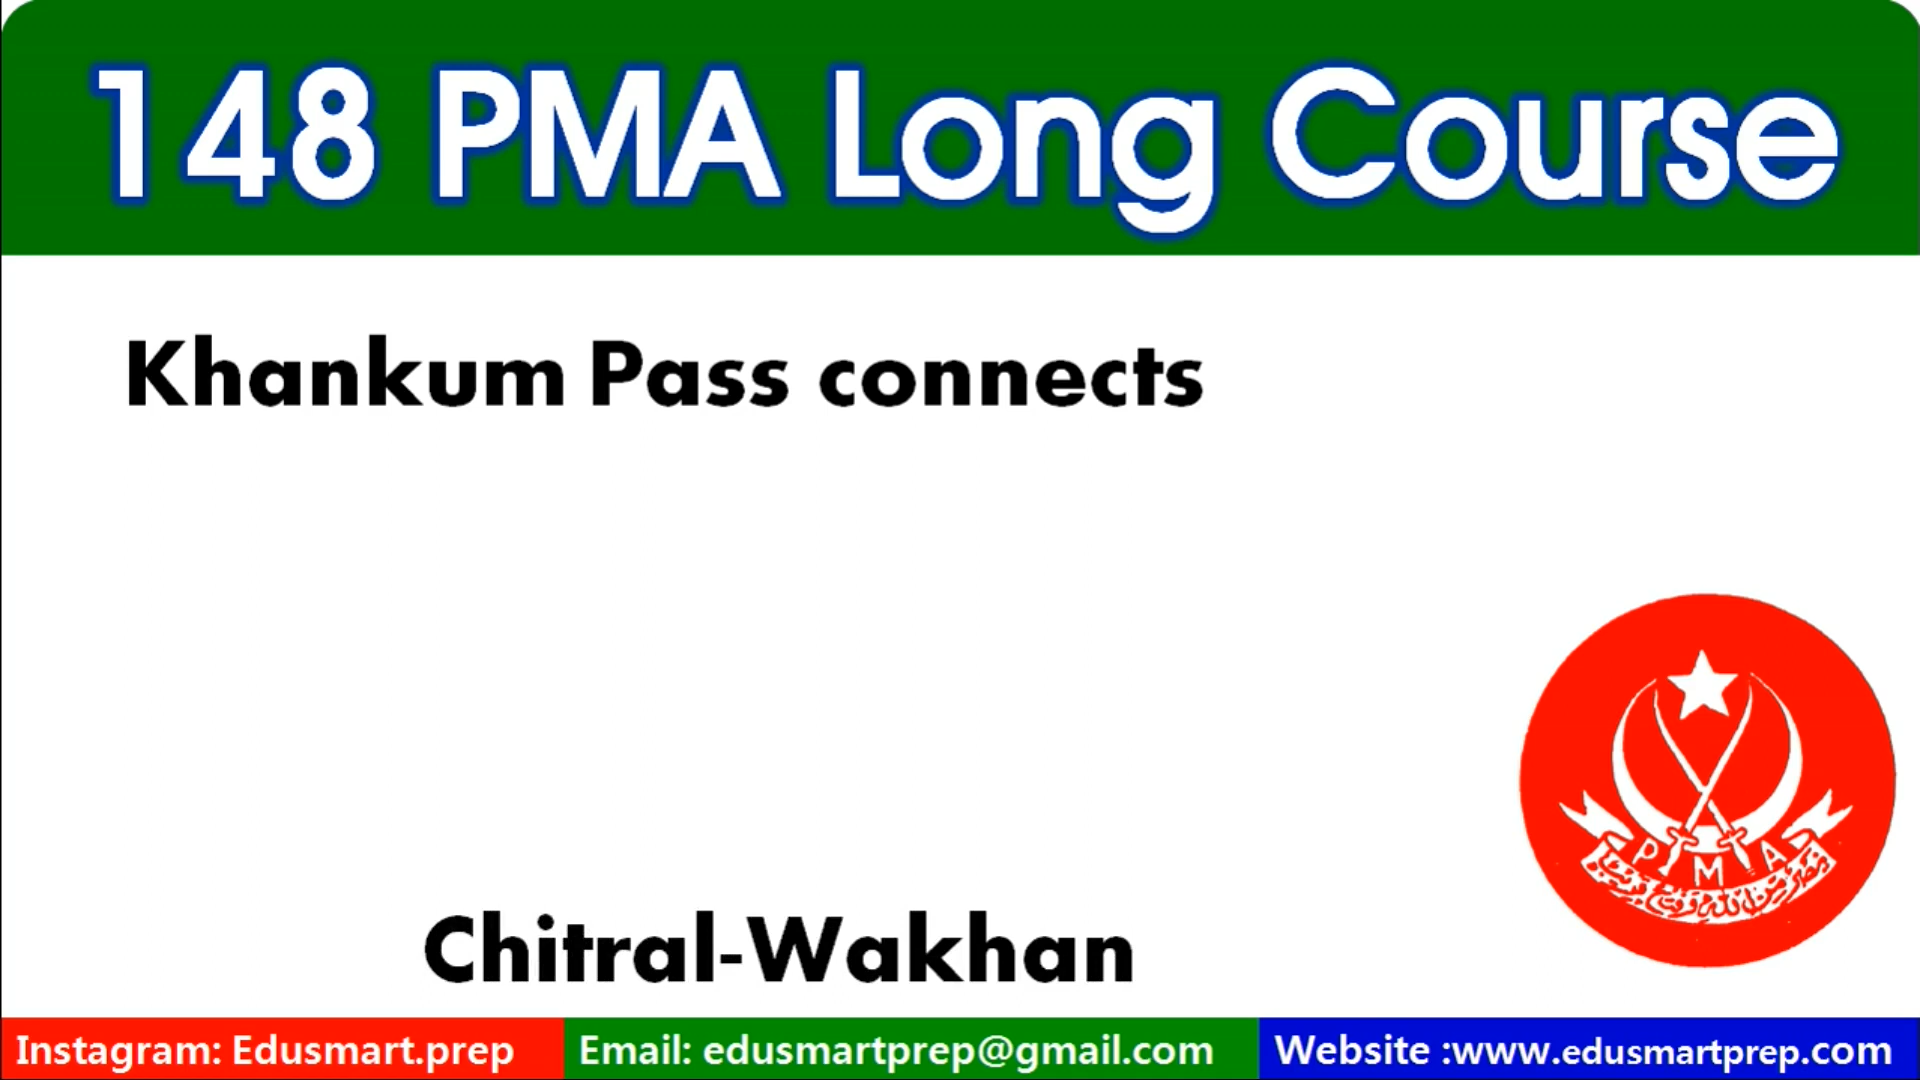 148 PMA Long Course
Khankum Pass connects
P M A
Chitral-Wakhan
Instagram: Edusmart.prep
Email: edusmartprep@gmail.com
Website :www.edusmartprep.com